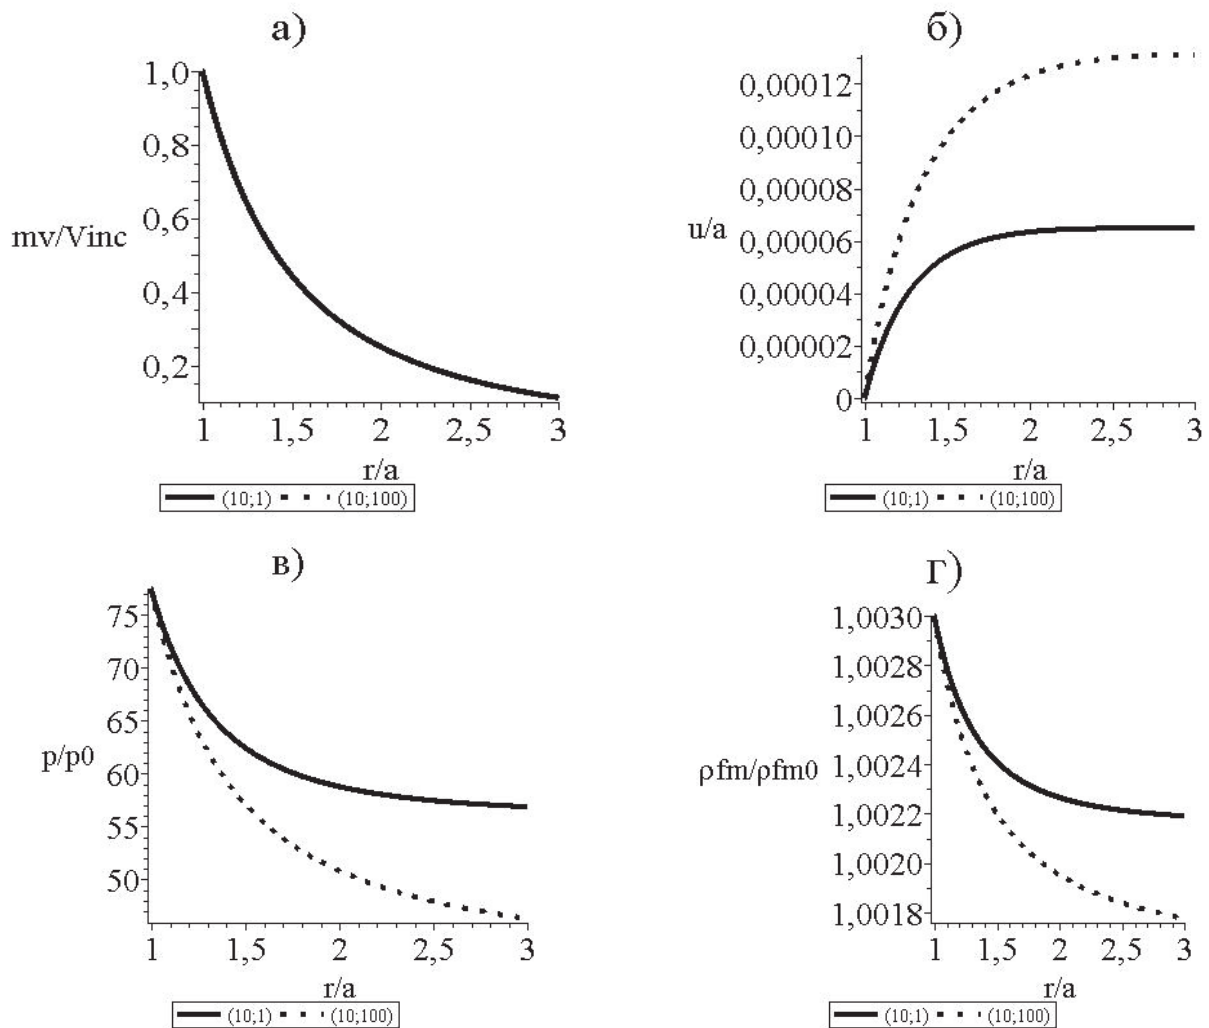 а)
1,0
0,8
mv/Vinc
0,6
0,4
0,2
1 1,5 2 2,5 3
r/a
(10;1) (10;100)
б)
0,00012
0,00010
0,00008
u/a
0,00006
0,00004
0,00002
0
1 1,5 2 2,5 3
r/a
(10;1) (10;100)
в)
75
70
65
p/p0
60
55
50
1 1,5 2 2,5 3
r/a
(10;1) (10;100)
г)
1,0030
1,0028
1,0026
ρfm/ρfm0
1,0024
1,0022
1,0020
1,0018
1 1,5 2 2,5 3
r/a
(10;1) (10;100)